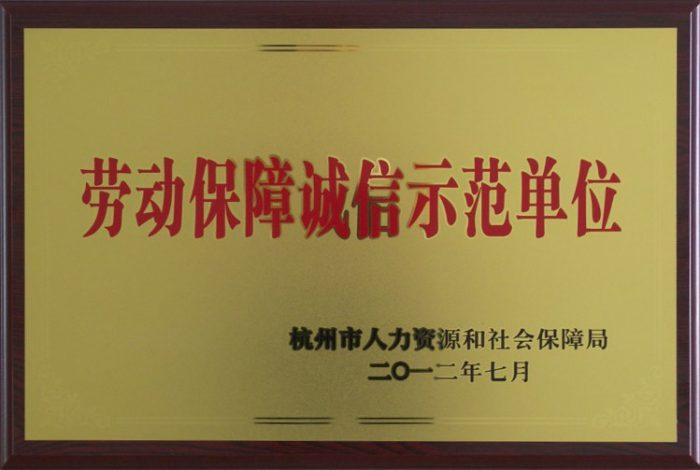 劳动保障诚信示范单位
杭州市人力资源和社会保障局
二〇一二年七月